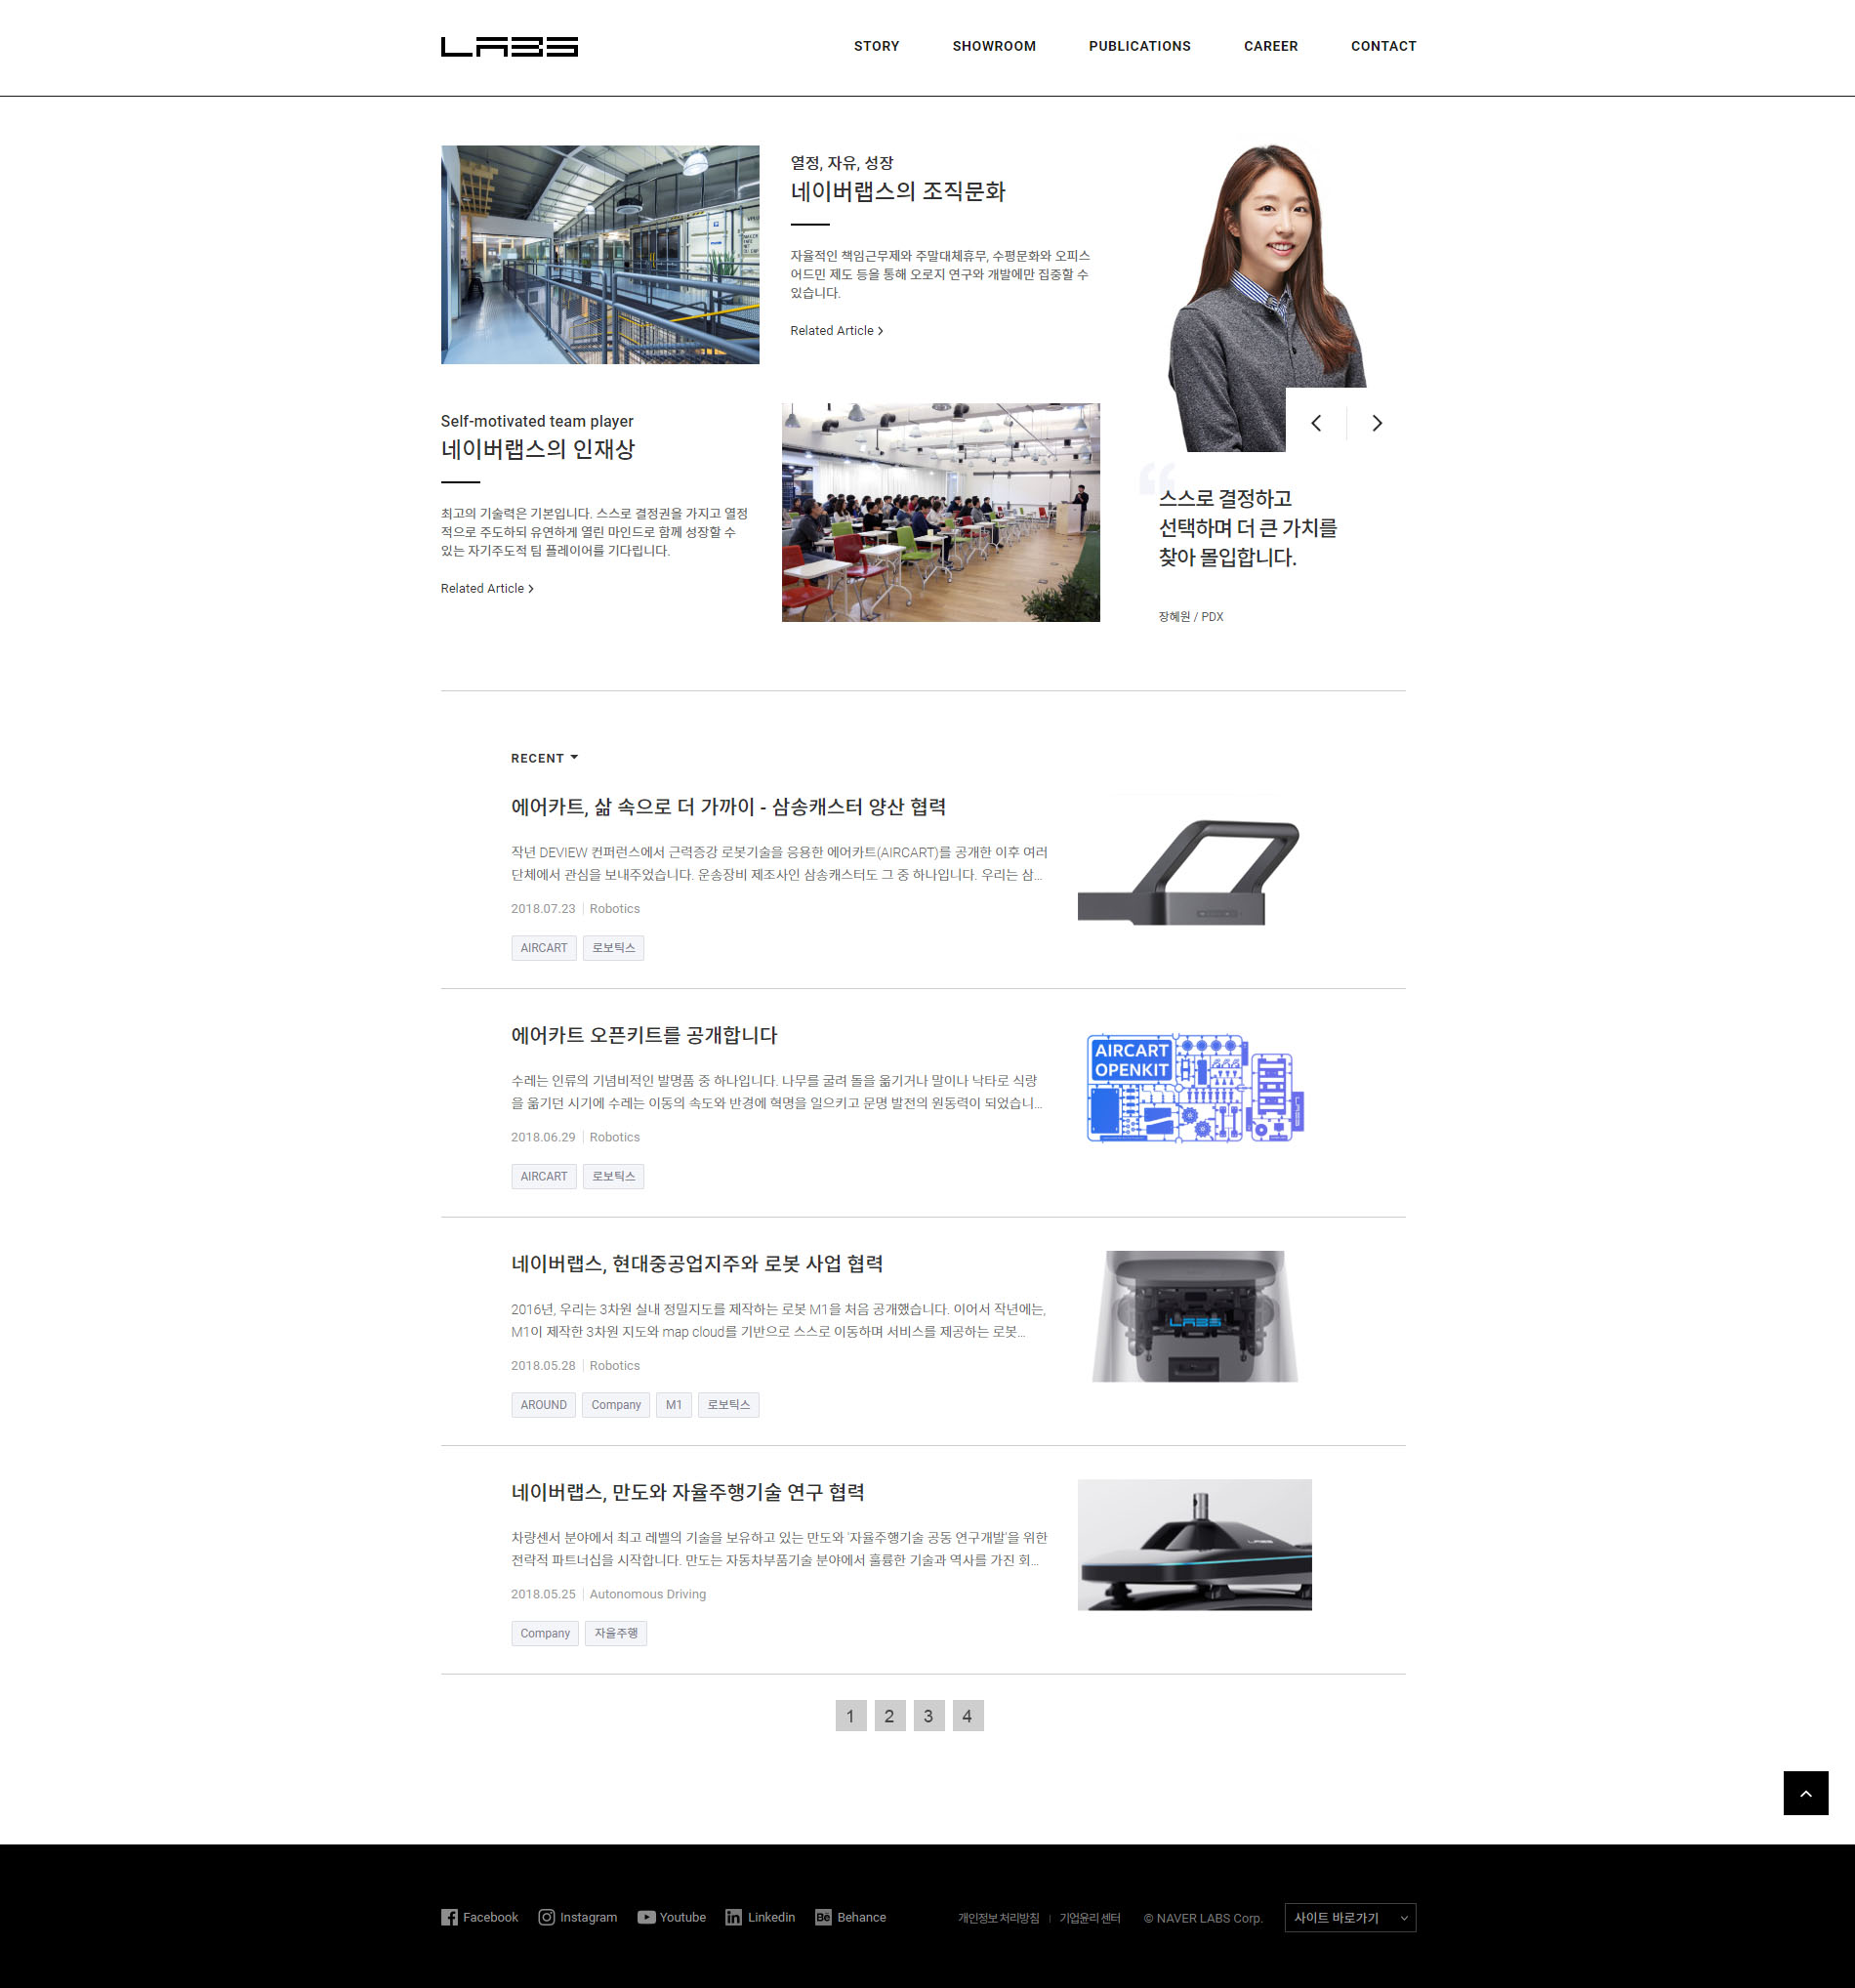 LABS
STORY
SHOWROOM
PUBLICATIONS
CAREER
CONTACT
열정, 자유, 성장
네이버랩스의 조직문화
자율적인 책임근무제와 주말대체휴무, 수평문화와 오피스
어드민 제도 등을 통해 오로지 연구와 개발에만 집중할 수
있습니다.
Related Article
Self-motivated team player
네이버랩스의 인재상
최고의 기술력은 기본입니다. 스스로 결정권을 가지고 열정
적으로 주도하되 유연하게 열린 마인드로 함께 성장할 수
있는 자기주도적 팀 플레이어를 기다립니다.
Related Article
“
스스로 결정하고
선택하며 더 큰 가치를
찾아 몰입합니다.
장혜원 / PDX
RECENT
에어카트, 삶 속으로 더 가까이 - 삼송캐스터 양산 협력
작년 DEVIEW 컨퍼런스에서 근력증강 로봇기술을 응용한 에어카트(AIRCART)를 공개한 이후 여러
단체에서 관심을 보내주었습니다. 운송장비 제조사인 삼송캐스터도 그 중 하나입니다. 우리는 삼...
2018.07.23 | Robotics
AIRCART
로보틱스
에어카트 오픈키트를 공개합니다
수레는 인류의 기념비적인 발명품 중 하나입니다. 나무를 굴려 돌을 옮기거나 말이나 낙타로 식량
을 옮기던 시기에 수레는 이동의 속도와 반경에 혁명을 일으키고 문명 발전의 원동력이 되었습니...
2018.06.29 | Robotics
AIRCART
로보틱스
AIRCART
OPENKIT
LABS
네이버랩스, 현대중공업지주와 로봇 사업 협력
2016년, 우리는 3차원 실내 정밀지도를 제작하는 로봇 M1을 처음 공개했습니다. 이어서 작년에는,
M1이 제작한 3차원 지도와 map cloud를 기반으로 스스로 이동하며 서비스를 제공하는 로봇...
2018.05.28 | Robotics
AROUND
Company
M1
로보틱스
LABS
네이버랩스, 만도와 자율주행기술 연구 협력
차량센서 분야에서 최고 레벨의 기술을 보유하고 있는 만도와 '자율주행기술 공동 연구개발'을 위한
전략적 파트너십을 시작합니다. 만도는 자동차부품기술 분야에서 훌륭한 기술과 역사를 가진 회...
2018.05.25 | Autonomous Driving
Company
자율주행
LABS
1 2 3 4
Facebook
Instagram
Youtube
Linkedin
Behance
개인정보 처리방침 | 기업윤리 센터
© NAVER LABS Corp.
사이트 바로가기